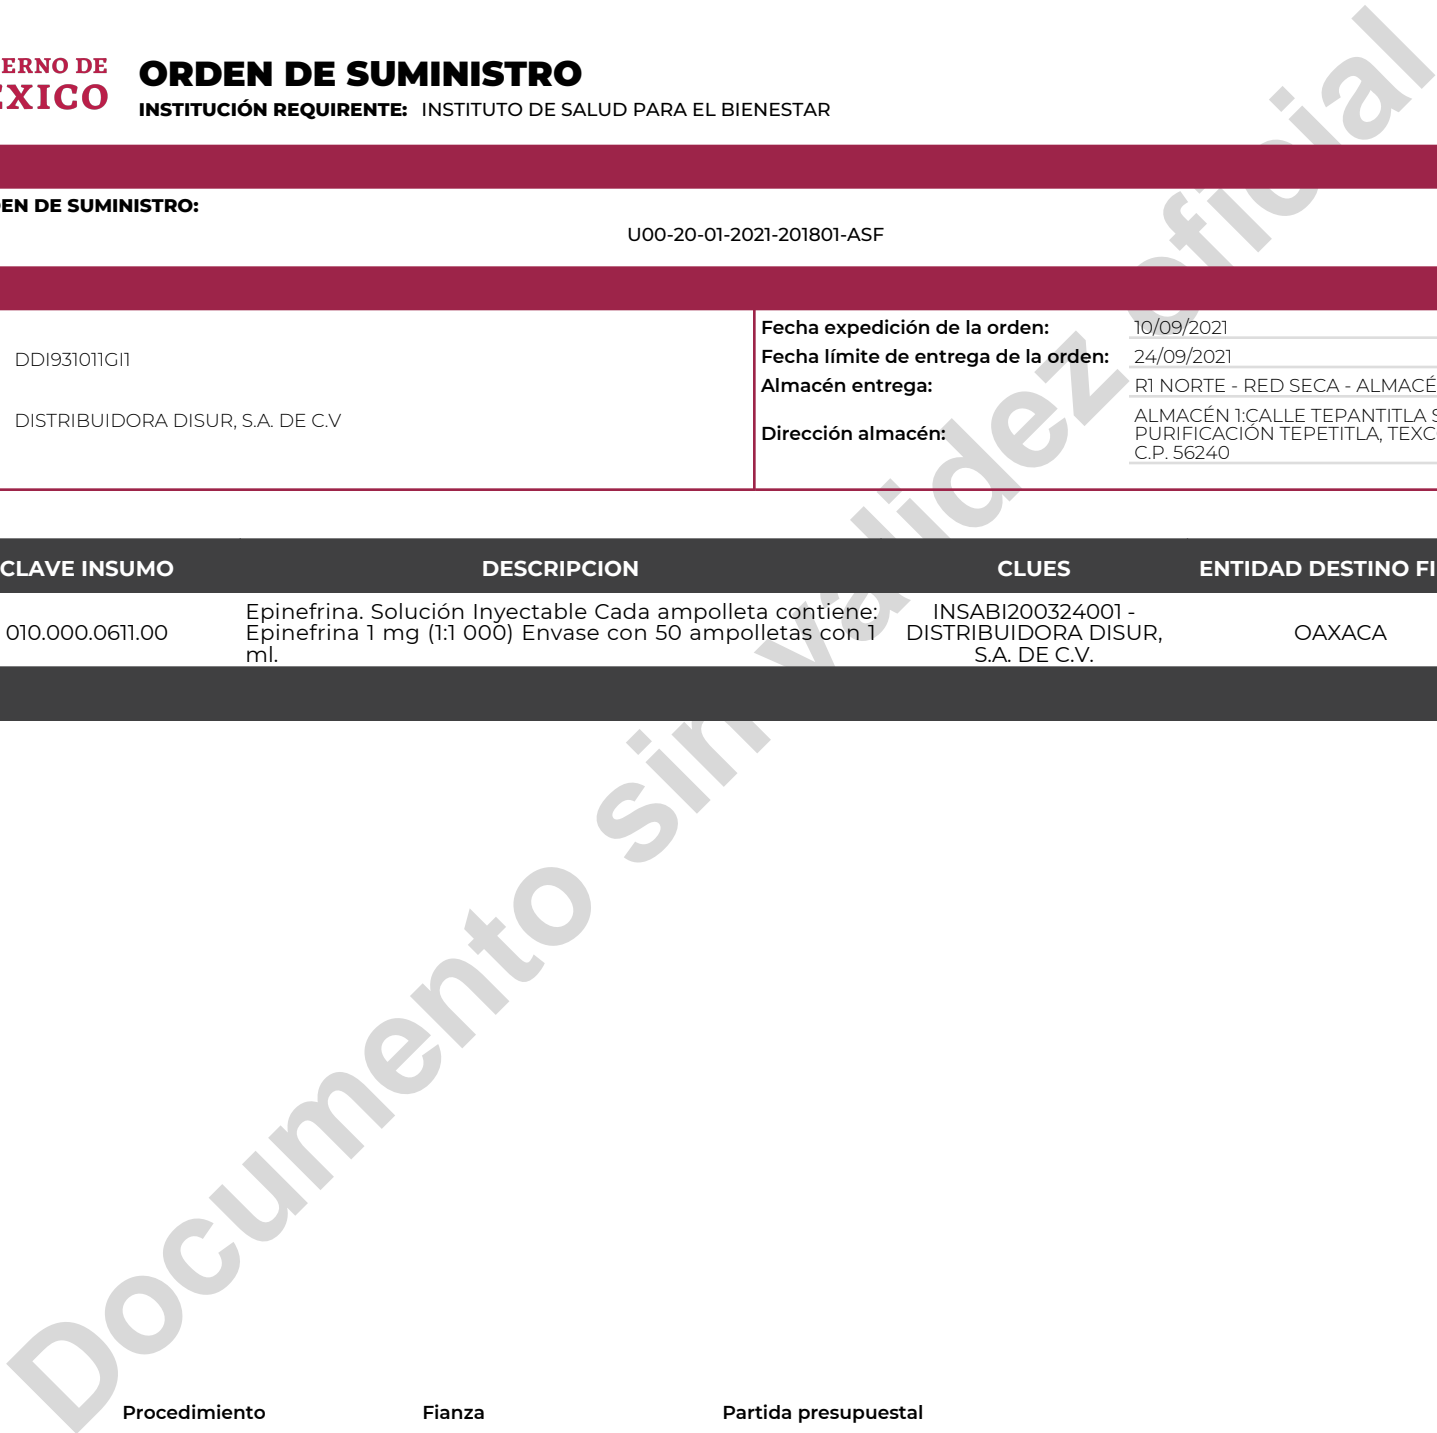 ERNO DE
XICO
ORDEN DE SUMINISTRO
INSTITUCIÓN REQUIRENTE: INSTITUTO DE SALUD PARA EL BIENESTAR
EN DE SUMINISTRO:
U00-20-01-2021-201801-ASF
DDI931011GI1
DISTRIBUIDORA DISUR, S.A. DE C.V
Fecha expedición de la orden: 10/09/2021
Fecha límite de entrega de la orden: 24/09/2021
Almacén entrega: R1 NORTE - RED SECA - ALMACÉ
Dirección almacén: ALMACÉN 1:CALLE TEPANTITLA S
PURIFICACIÓN TEPETITLA, TEXC
C.P. 56240
CLAVE INSUMO DESCRIPCION CLUES ENTIDAD DESTINO FI
010.000.0611.00
Epinefrina. Solución Inyectable Cada ampolleta contiene:
Epinefrina 1 mg (1:1 000) Envase con 50 ampolletas con 1
ml.
INSABI200324001 -
DISTRIBUIDORA DISUR,
S.A. DE C.V.
OAXACA
Documento sin validez oficial
Procedimiento Fianza Partida presupuestal